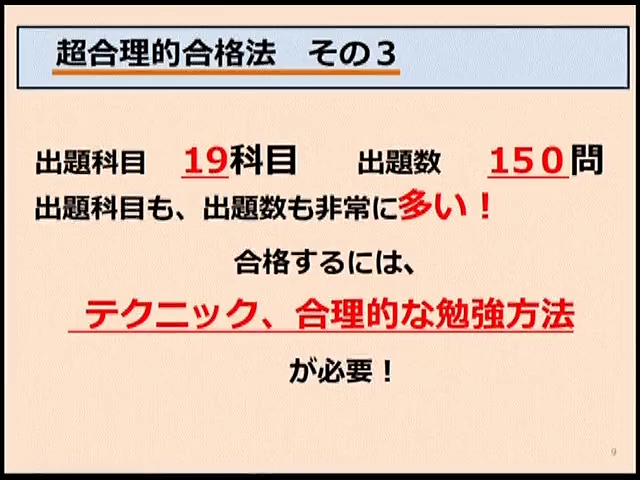 超合理的合格法　その３
出題科目　19科目　　出題数　１５０問
出題科目も、出題数も非常に多い！
合格するには、
テクニック、合理的な勉強方法
が必要！
9